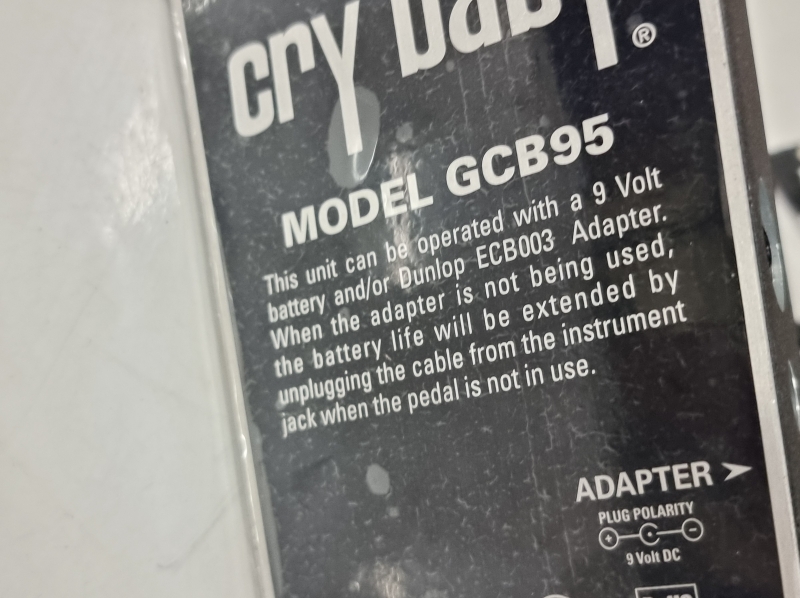 cry baby®
MODEL GCB95
This unit can be operated with a 9 Volt
battery and/or Dunlop ECB003 Adapter.
When the adapter is not being used,
the battery life will be extended by
unplugging the cable from the instrument
jack when the pedal is not in use.
ADAPTER
PLUG POLARITY
+ C -
9 Volt DC